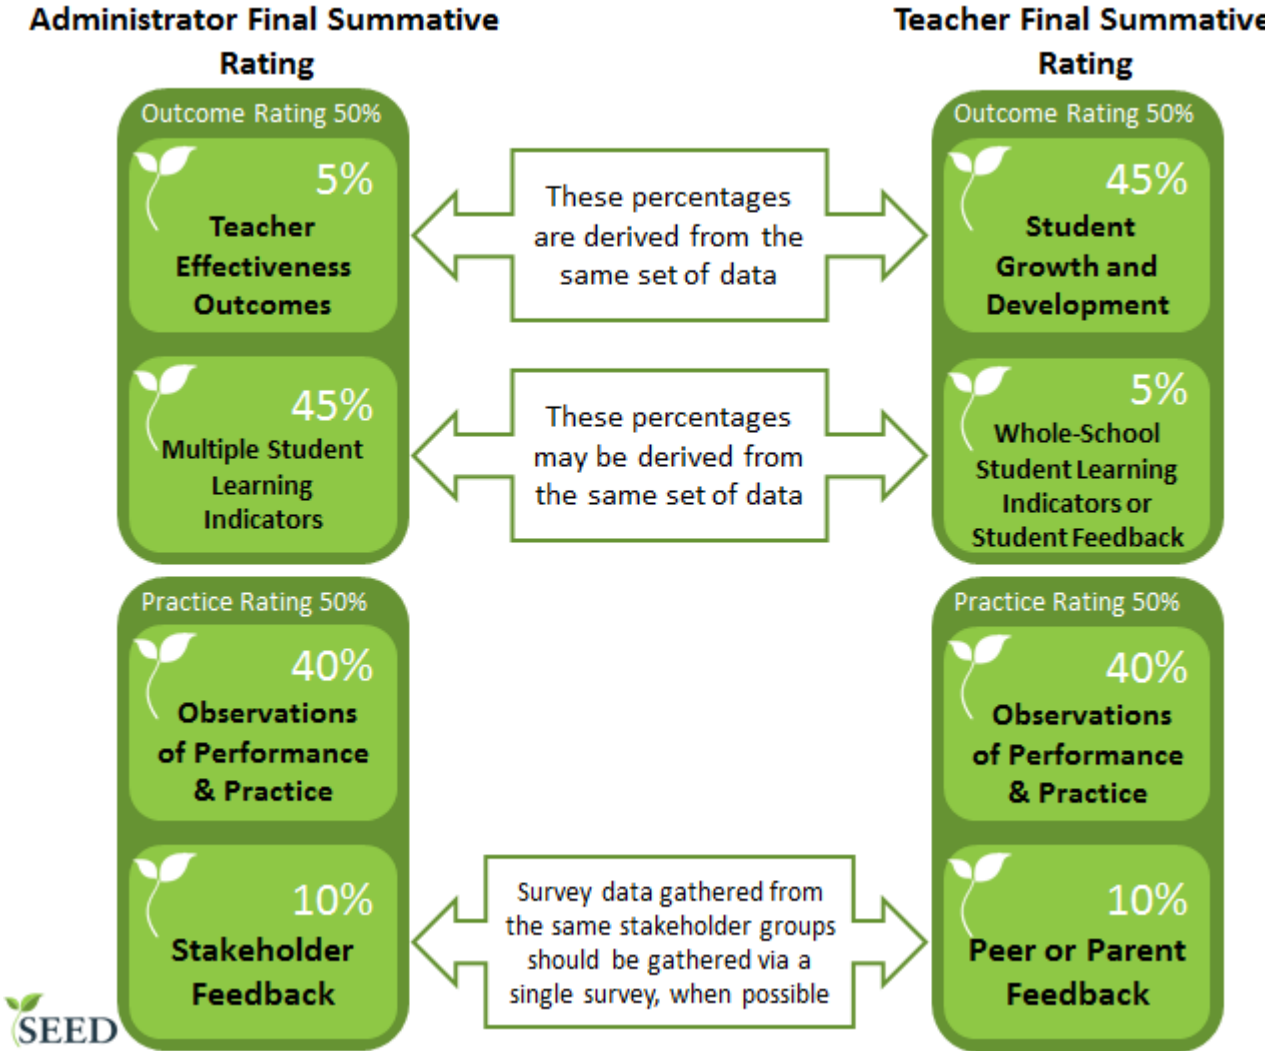 Administrator Final Summative
Rating
Outcome Rating 50%
5%
Teacher
Effectiveness
Outcomes
45%
Multiple Student
Learning
Indicators
Practice Rating 50%
40%
Observations
of Performance
& Practice
10%
Stakeholder
Feedback
These percentages
are derived from the
same set of data
These percentages
may be derived from
the same set of data
Survey data gathered from
the same stakeholder groups
should be gathered via a
single survey, when possible
Teacher Final Summative
Rating
Outcome Rating 50%
45%
Student
Growth and
Development
5%
Whole-School
Student Learning
Indicators or
Student Feedback
Practice Rating 50%
40%
Observations
of Performance
& Practice
10%
Peer or Parent
Feedback
SEED